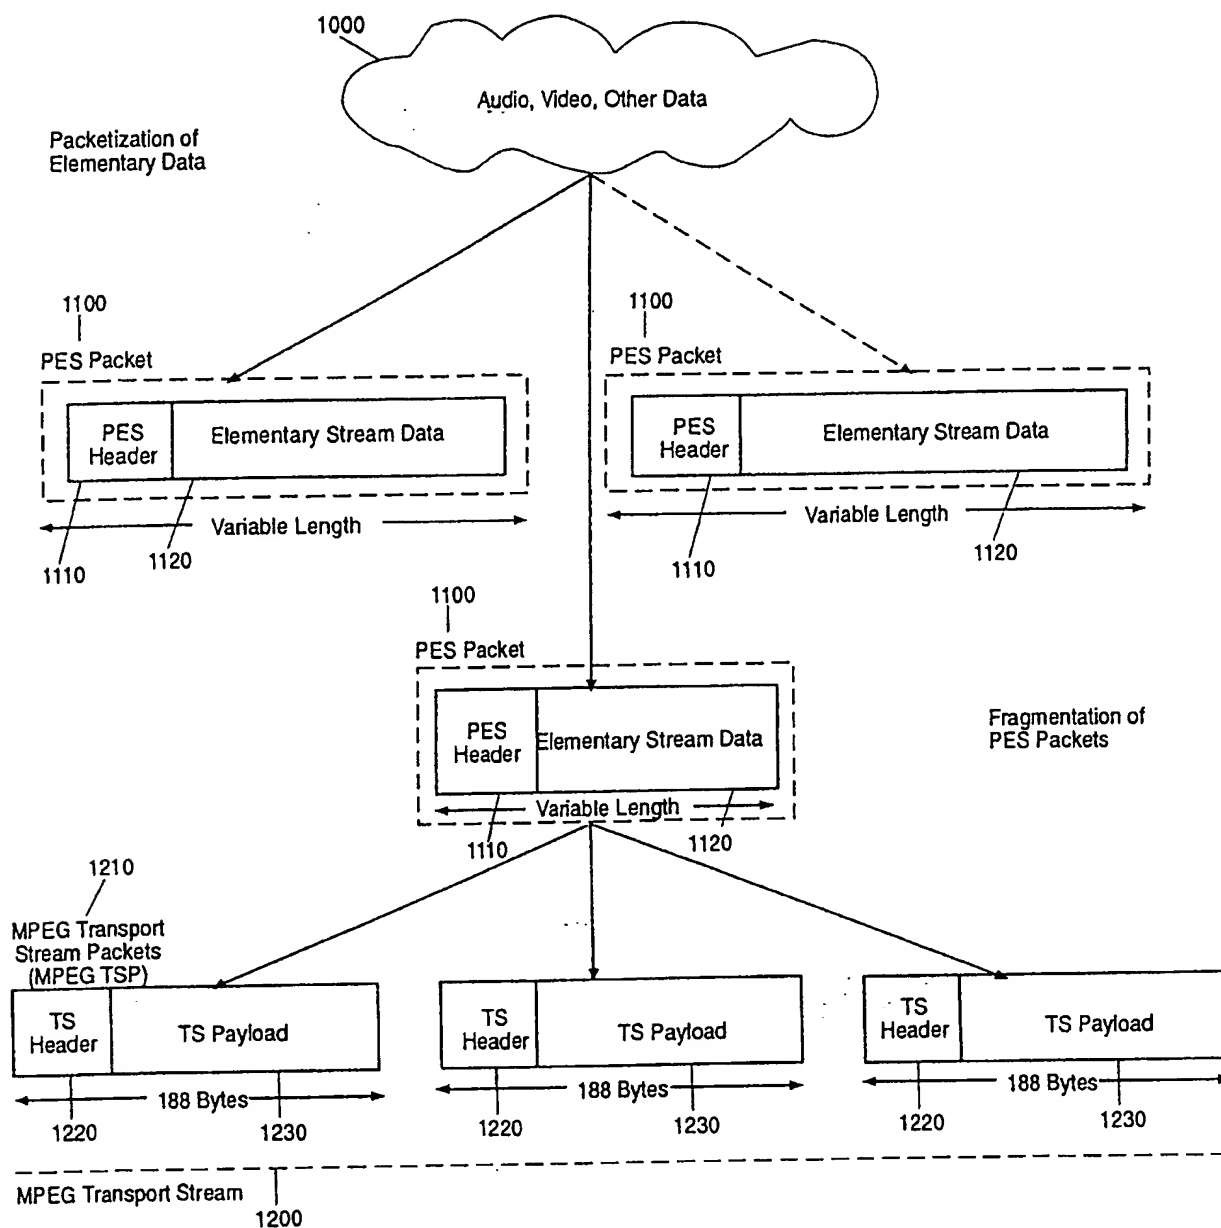 1000
Audio, Video, Other Data
Packetization of
Elementary Data
1100
PES Packet
PES
Header
Elementary Stream Data
Variable Length
1110
1120
1100
PES Packet
PES
Header
Elementary Stream Data
Variable Length
1110
1120
1100
PES Packet
PES
Header
Elementary Stream Data
Variable Length
1110
1120
Fragmentation of
PES Packets
1210
MPEG Transport
Stream Packets
(MPEG TSP)
TS
Header
TS Payload
188 Bytes
1220
1230
TS
Header
TS Payload
188 Bytes
1220
1230
TS
Header
TS Payload
188 Bytes
1220
1230
MPEG Transport Stream
1200